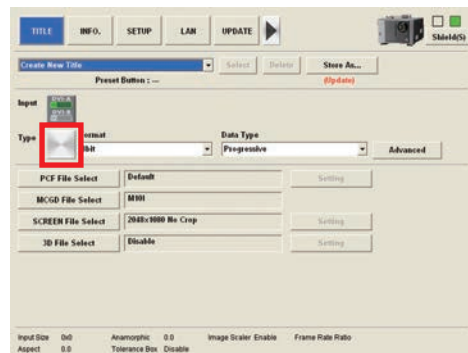 TITLE INFO. SETUP LAN UPDATE
Shield(S)
Create New Title Select Delete Store As...
Preset Button : --- (Update)
Input
Type Format Data Type
8bit Progressive Advanced
PCF File Select Default Setting
MCGD File Select M101
SCREEN File Select 2048x1080 No Crop Setting
3D File Select Disable Setting
Input Size 0x0 Anamorphic 0.0 Image Scaler Enable Frame Rate Ratio
Aspect 0.0 Tolerance Box Disable